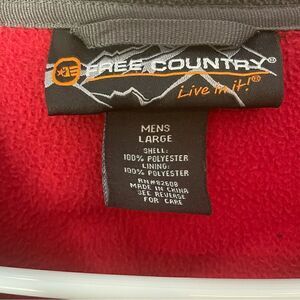 FREE COUNTRY®
Live in it!®
MENS
LARGE
SHELL:
100% POLYESTER
LINING:
100% POLYESTER
RN#82608
MADE IN CHINA
SEE REVERSE
FOR CARE